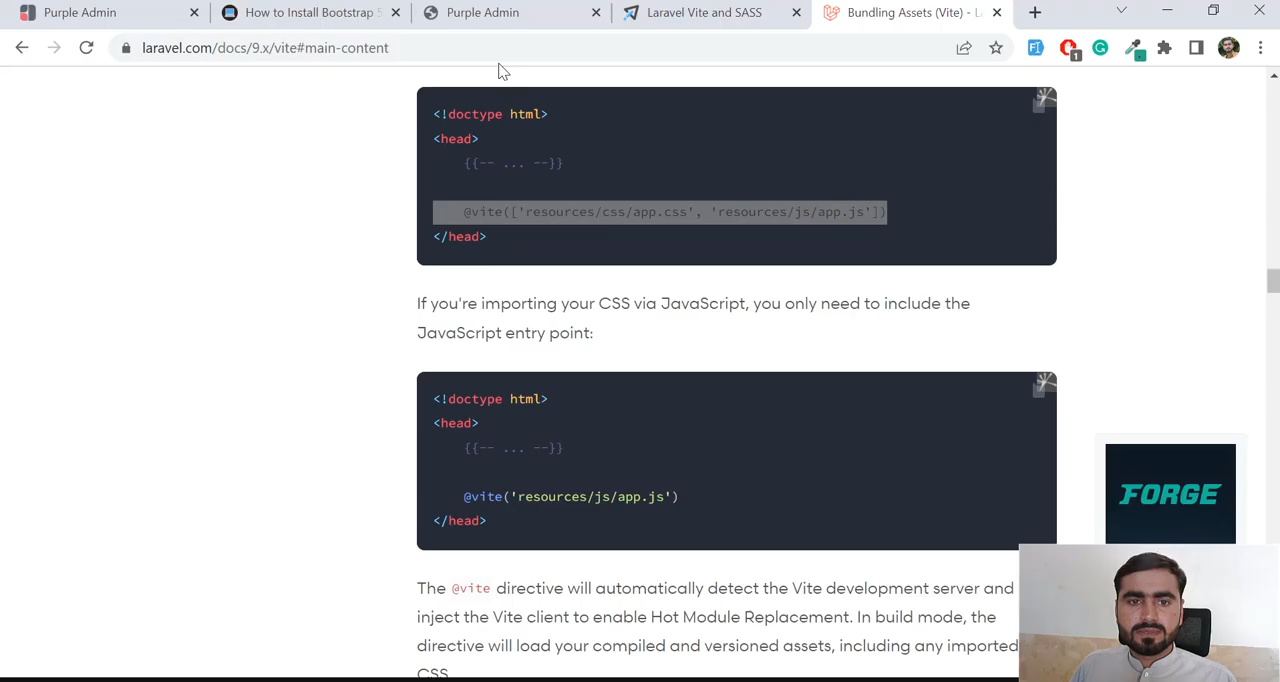 Purple Admin
How to Install Bootstrap 5
Purple Admin
Laravel Vite and SASS
Bundling Assets (Vite) - L
laravel.com/docs/9.x/vite#main-content
1
<!doctype html>
<head>
{{-- ... --}}
@vite(['resources/css/app.css', 'resources/js/app.js'])
</head>
If you're importing your CSS via JavaScript, you only need to include the
JavaScript entry point:
<!doctype html>
<head>
{{-- ... --}}
@vite('resources/js/app.js')
</head>
FORGE
The @vite directive will automatically detect the Vite development server and
inject the Vite client to enable Hot Module Replacement. In build mode, the
directive will load your compiled and versioned assets, including any imported
CSS.